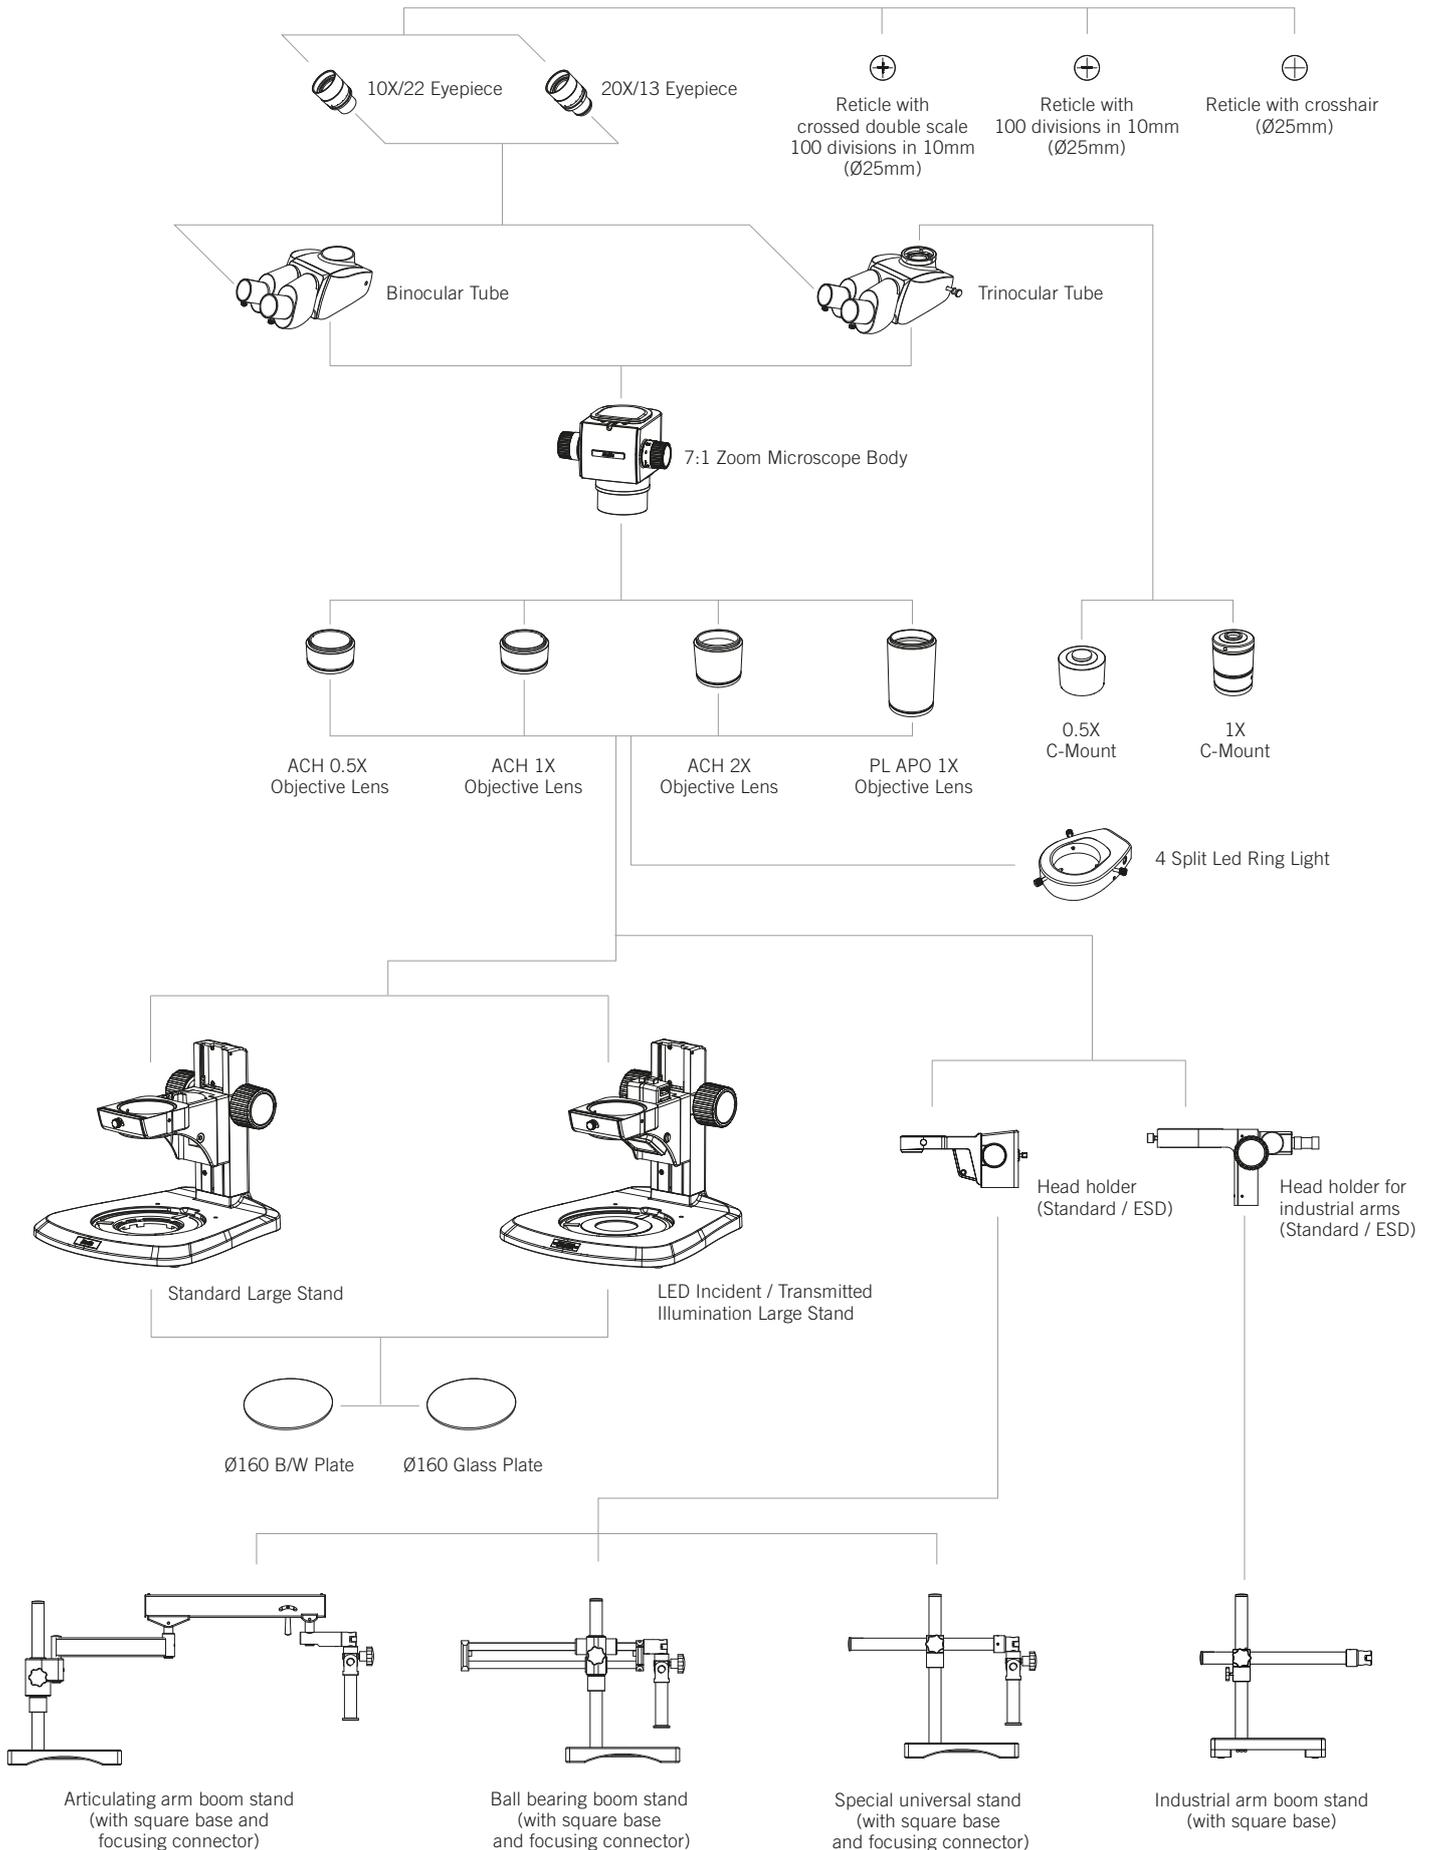 10X/22 Eyepiece
20X/13 Eyepiece
Reticle with
crossed double scale
100 divisions in 10mm
(Ø25mm)
Reticle with
100 divisions in 10mm
(Ø25mm)
Reticle with crosshair
(Ø25mm)
Binocular Tube
Trinocular Tube
7:1 Zoom Microscope Body
ACH 0.5X
Objective Lens
ACH 1X
Objective Lens
ACH 2X
Objective Lens
PL APO 1X
Objective Lens
0.5X
C-Mount
1X
C-Mount
4 Split Led Ring Light
Standard Large Stand
LED Incident / Transmitted
Illumination Large Stand
Head holder
(Standard / ESD)
Head holder for
industrial arms
(Standard / ESD)
Ø160 B/W Plate
Ø160 Glass Plate
Articulating arm boom stand
(with square base and
focusing connector)
Ball bearing boom stand
(with square base
and focusing connector)
Special universal stand
(with square base
and focusing connector)
Industrial arm boom stand
(with square base)